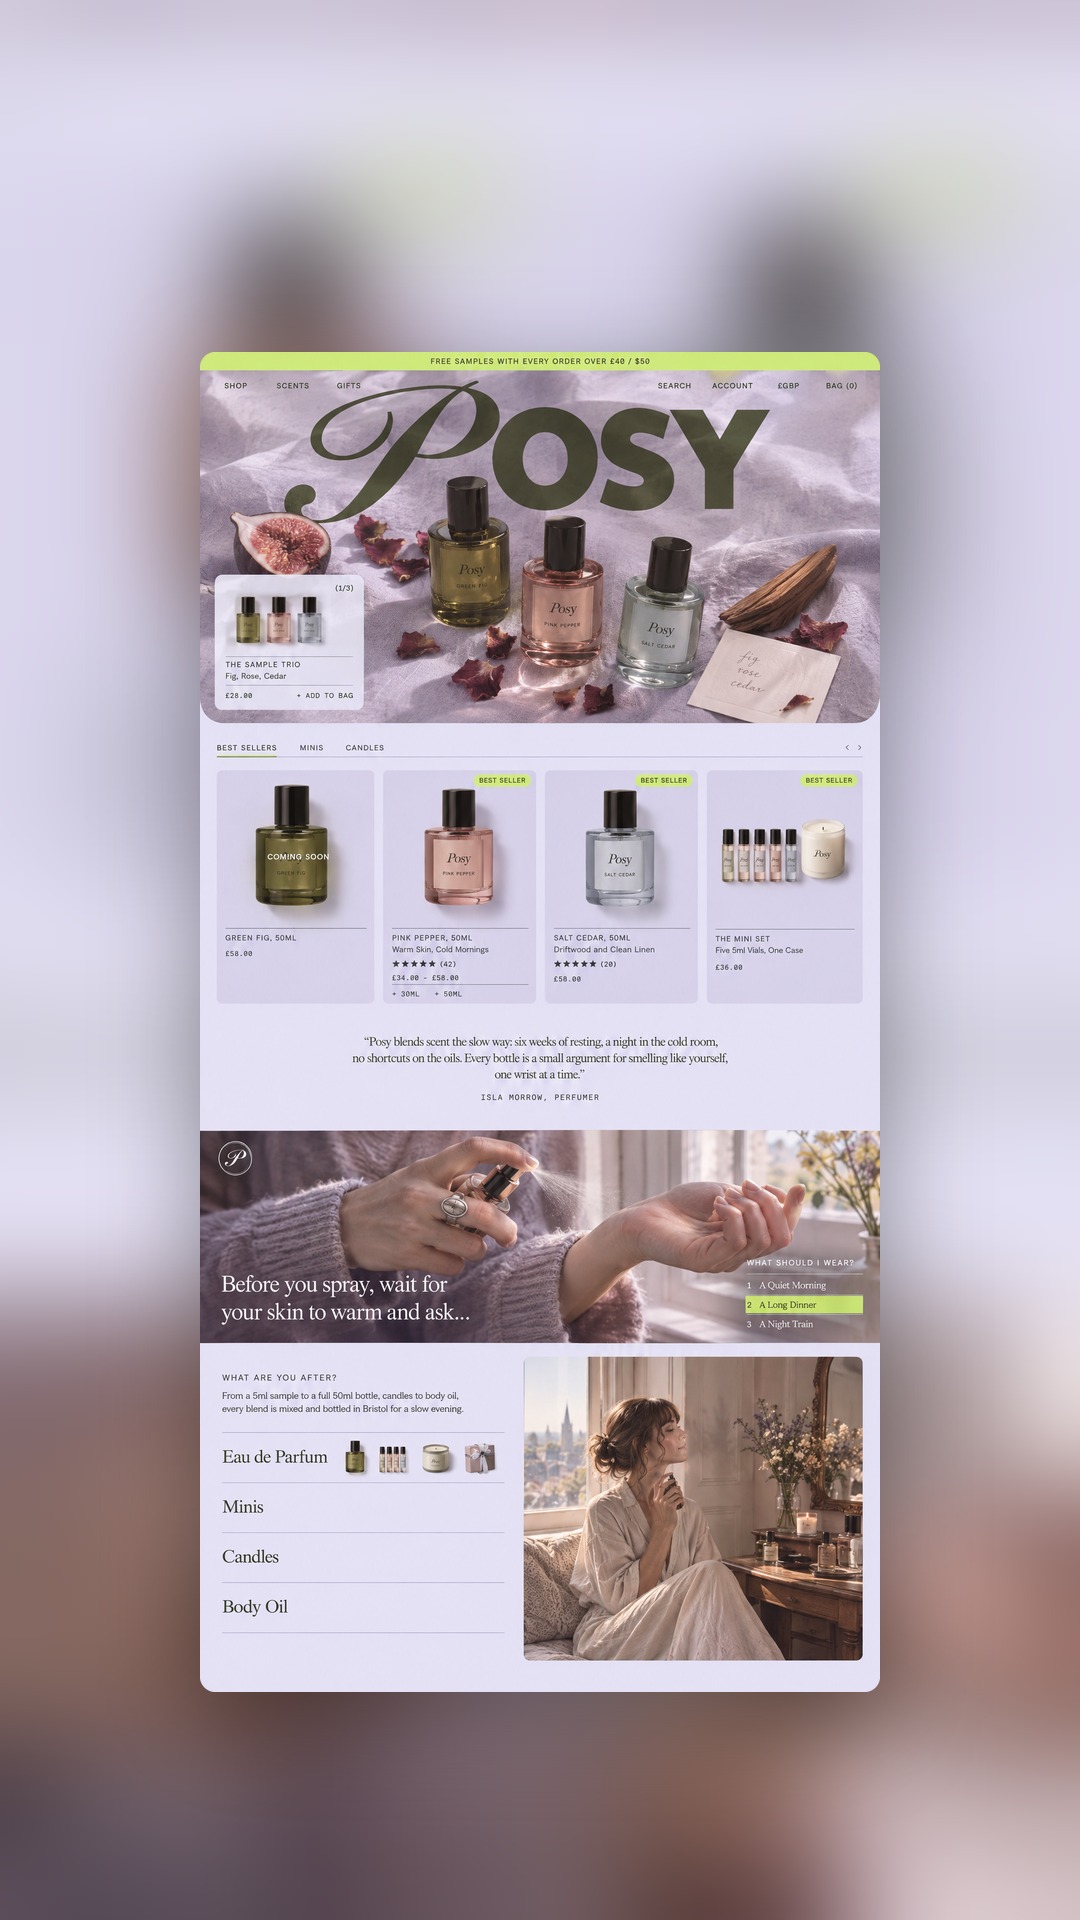 FREE SAMPLES WITH EVERY ORDER OVER £40 / $50
SHOP SCENTS GIFTS SEARCH ACCOUNT £GBP BAG (0)
POSY
Posy
GREEN FIG
Posy
PINK PEPPER
Posy
SALT CEDAR
fig
rose
cedar
(1/3)
THE SAMPLE TRIO
Fig, Rose, Cedar
£28.00 + ADD TO BAG
BEST SELLERS MINIS CANDLES < >
COMING SOON
GREEN FIG
GREEN FIG, 50ML
£58.00
BEST SELLER
Posy
PINK PEPPER
PINK PEPPER, 50ML
Warm Skin, Cold Mornings
★★★★★ (42)
£34.00 – £58.00
+ 30ML + 50ML
BEST SELLER
Posy
SALT CEDAR
SALT CEDAR, 50ML
Driftwood and Clean Linen
★★★★★ (20)
£58.00
BEST SELLER
Posy
THE MINI SET
Five 5ml Vials, One Case
£36.00
“Posy blends scent the slow way: six weeks of resting, a night in the cold room,
no shortcuts on the oils. Every bottle is a small argument for smelling like yourself,
one wrist at a time.”
ISLA MORROW, PERFUMER
P
Before you spray, wait for
your skin to warm and ask...
WHAT SHOULD I WEAR?
1 A Quiet Morning
2 A Long Dinner
3 A Night Train
WHAT ARE YOU AFTER?
From a 5ml sample to a full 50ml bottle, candles to body oil,
every blend is mixed and bottled in Bristol for a slow evening.
Eau de Parfum
Minis
Candles
Body Oil